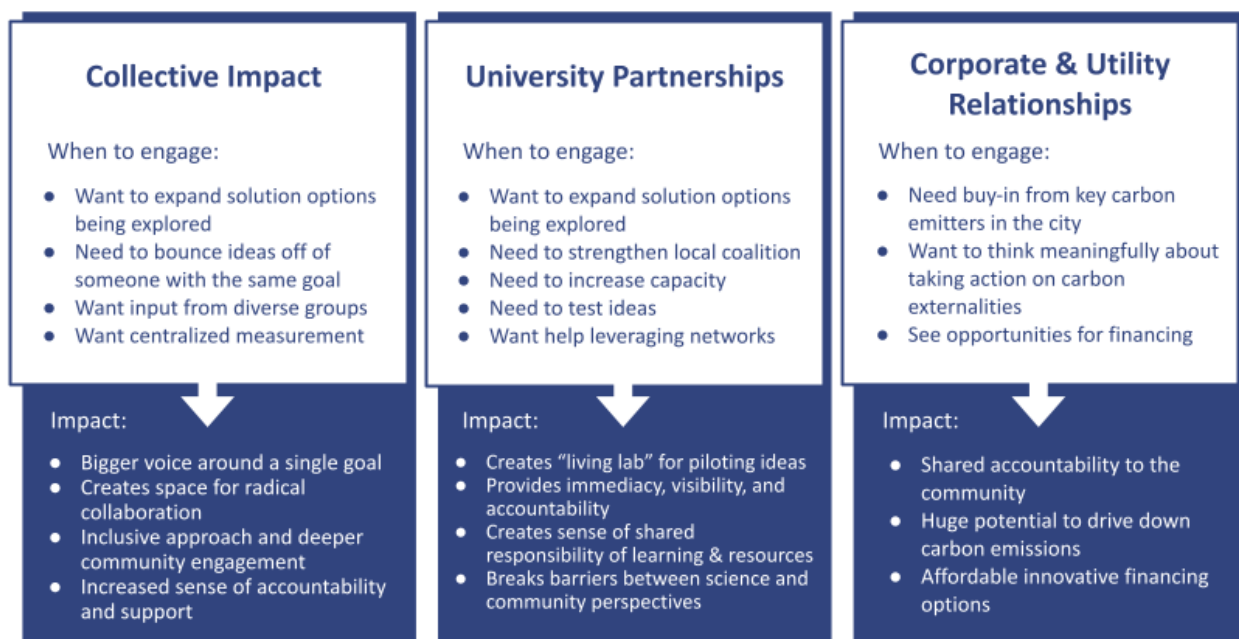 Collective Impact
When to engage:
● Want to expand solution options
being explored
● Need to bounce ideas off of
someone with the same goal
● Want input from diverse groups
● Want centralized measurement
Impact:
● Bigger voice around a single goal
● Creates space for radical
collaboration
● Inclusive approach and deeper
community engagement
● Increased sense of accountability
and support
University Partnerships
When to engage:
● Want to expand solution options
being explored
● Need to strengthen local coalition
● Need to increase capacity
● Need to test ideas
● Want help leveraging networks
Impact:
● Creates “living lab” for piloting ideas
● Provides immediacy, visibility, and
accountability
● Creates sense of shared
responsibility of learning & resources
● Breaks barriers between science and
community perspectives
Corporate & Utility
Relationships
When to engage:
● Need buy-in from key carbon
emitters in the city
● Want to think meaningfully about
taking action on carbon
externalities
● See opportunities for financing
Impact:
● Shared accountability to the
community
● Huge potential to drive down
carbon emissions
● Affordable innovative financing
options